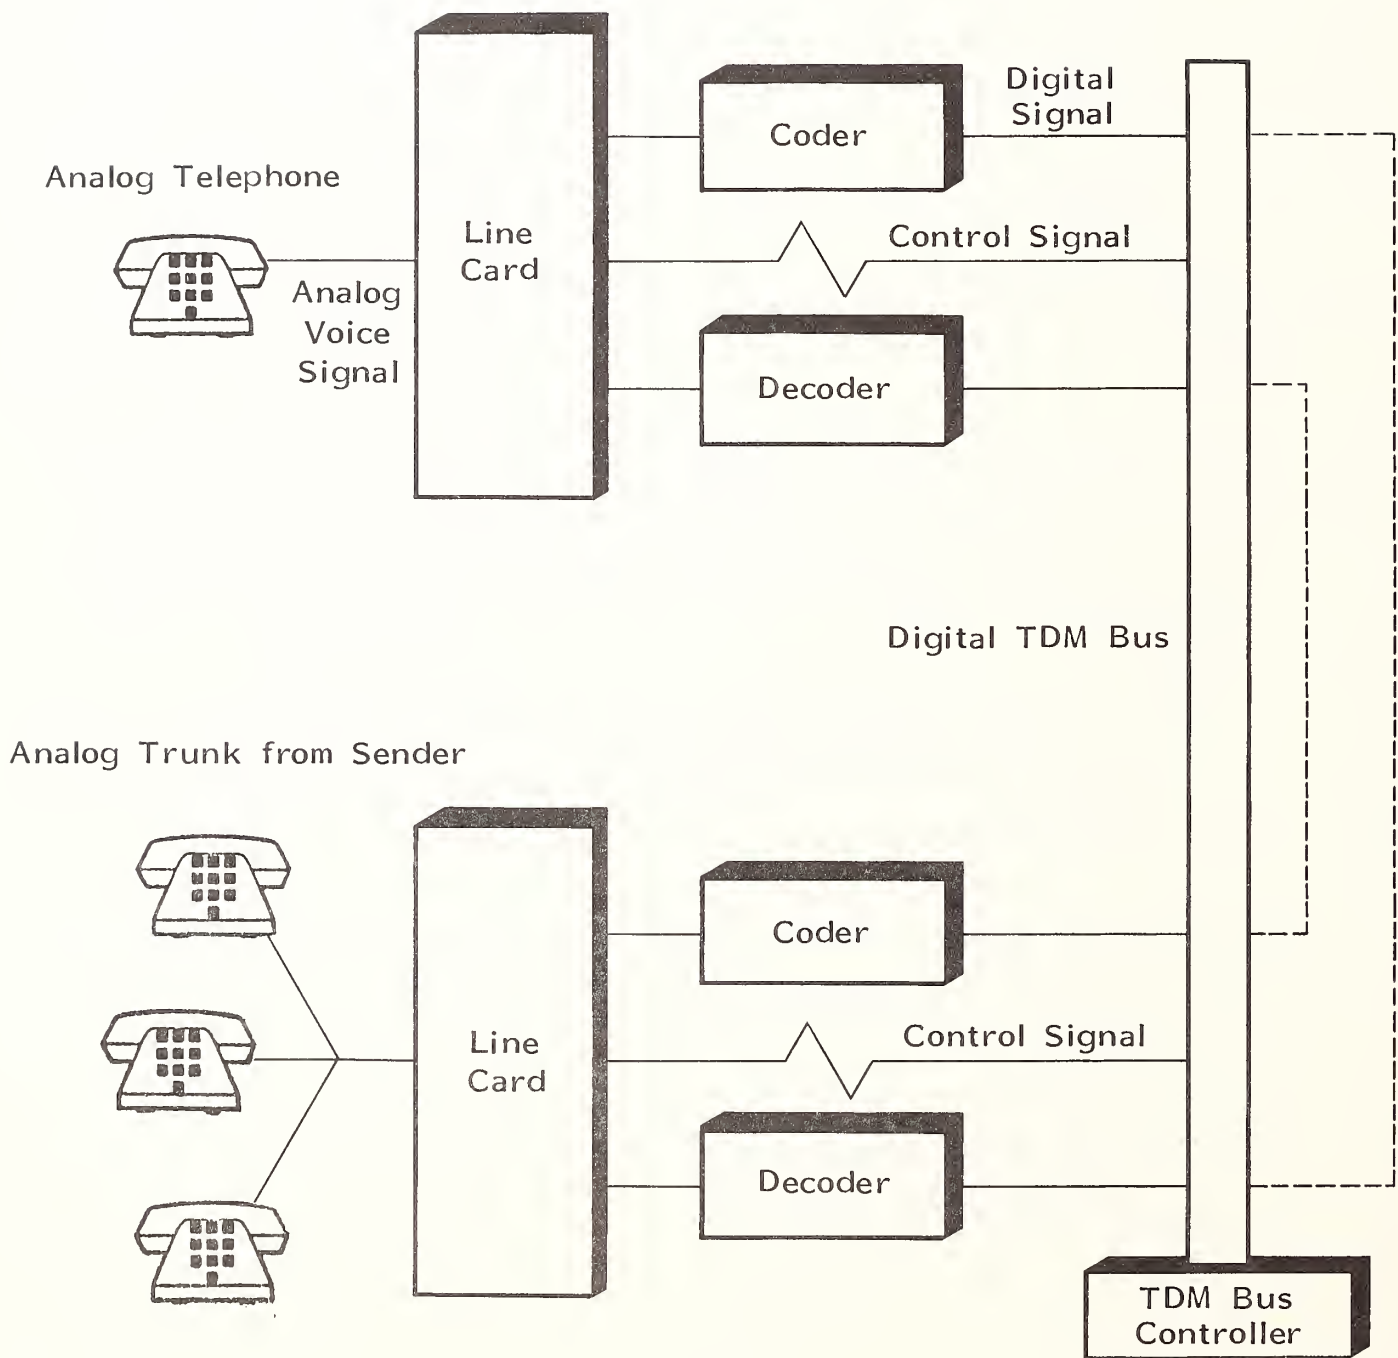 Digital
Signal
Coder
Analog Telephone
Line
Card
Control Signal
Analog
Voice
Signal
Decoder
Digital TDM Bus
Analog Trunk from Sender
Coder
Line
Card
Control Signal
Decoder
TDM Bus
Controller